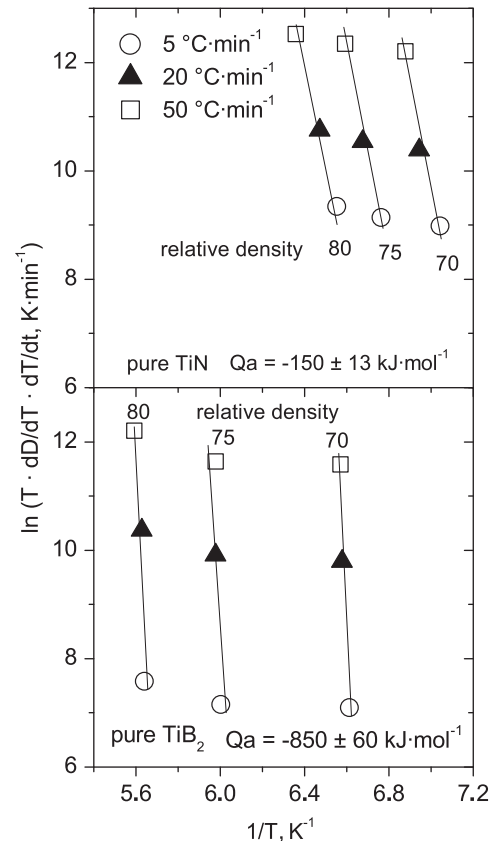 12
10
8
6
5 °C·min⁻¹
20 °C·min⁻¹
50 °C·min⁻¹
relative density
80
75
70
pure TiN Qa = -150 ± 13 kJ·mol⁻¹
ln (T · dD/dT · dT/dt, K·min⁻¹)
80 relative density
75
70
12
10
8
6
pure TiB₂ Qa = -850 ± 60 kJ·mol⁻¹
5.6 6.0 6.4 6.8 7.2
1/T, K⁻¹